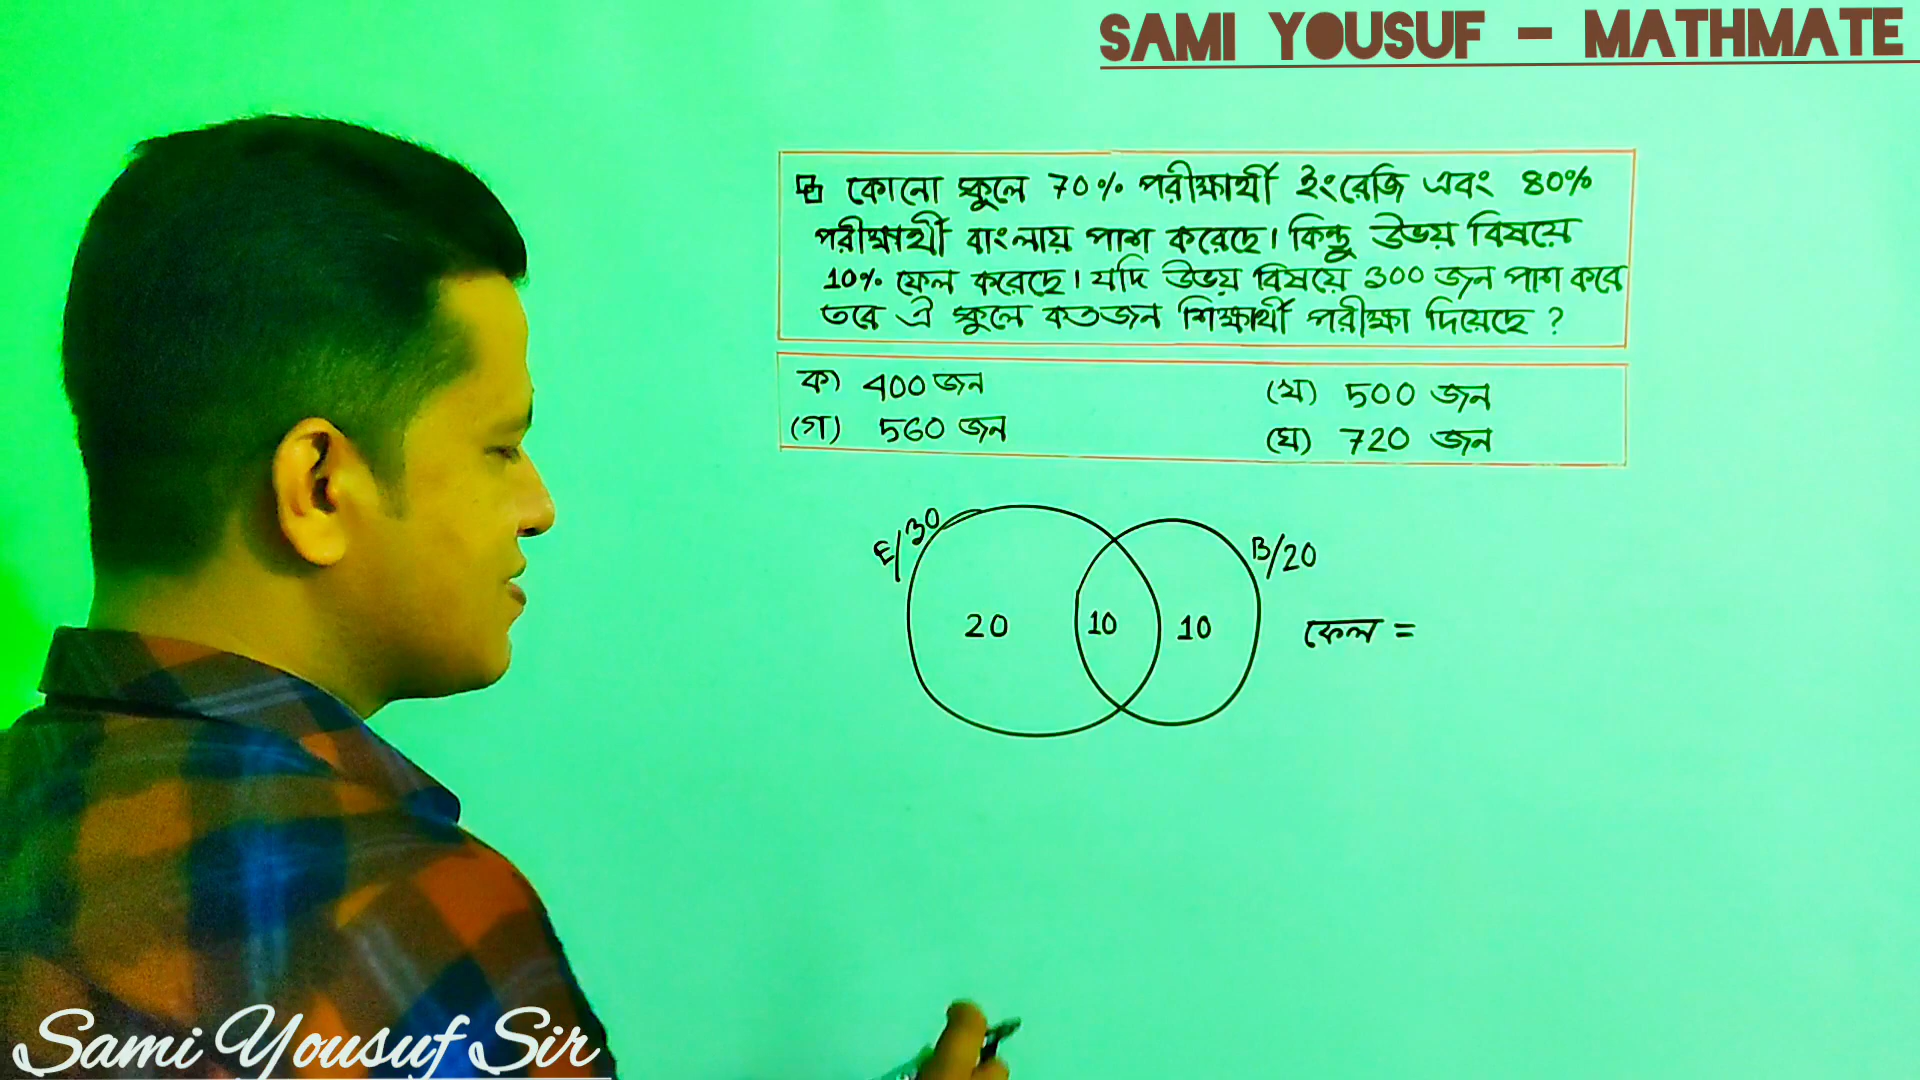 SAMI YOUSUF - MATHMATE
কোনো স্কুলে 70% পরীক্ষার্থী ইংরেজি এবং 80%
পরীক্ষার্থী বাংলায় পাশ করেছে। কিন্তু উভয় বিষয়ে
10% ফেল করেছে। যদি উভয় বিষয়ে 300 জন পাশ করে
তবে ঐ স্কুলে কতজন শিক্ষার্থী পরীক্ষা দিয়েছে ?
ক) 400 জন
(খ) 500 জন
(গ) 560 জন
(ঘ) 720 জন
E/30
B/20
20 10 10 ফেল =
Sami Yousuf Sir